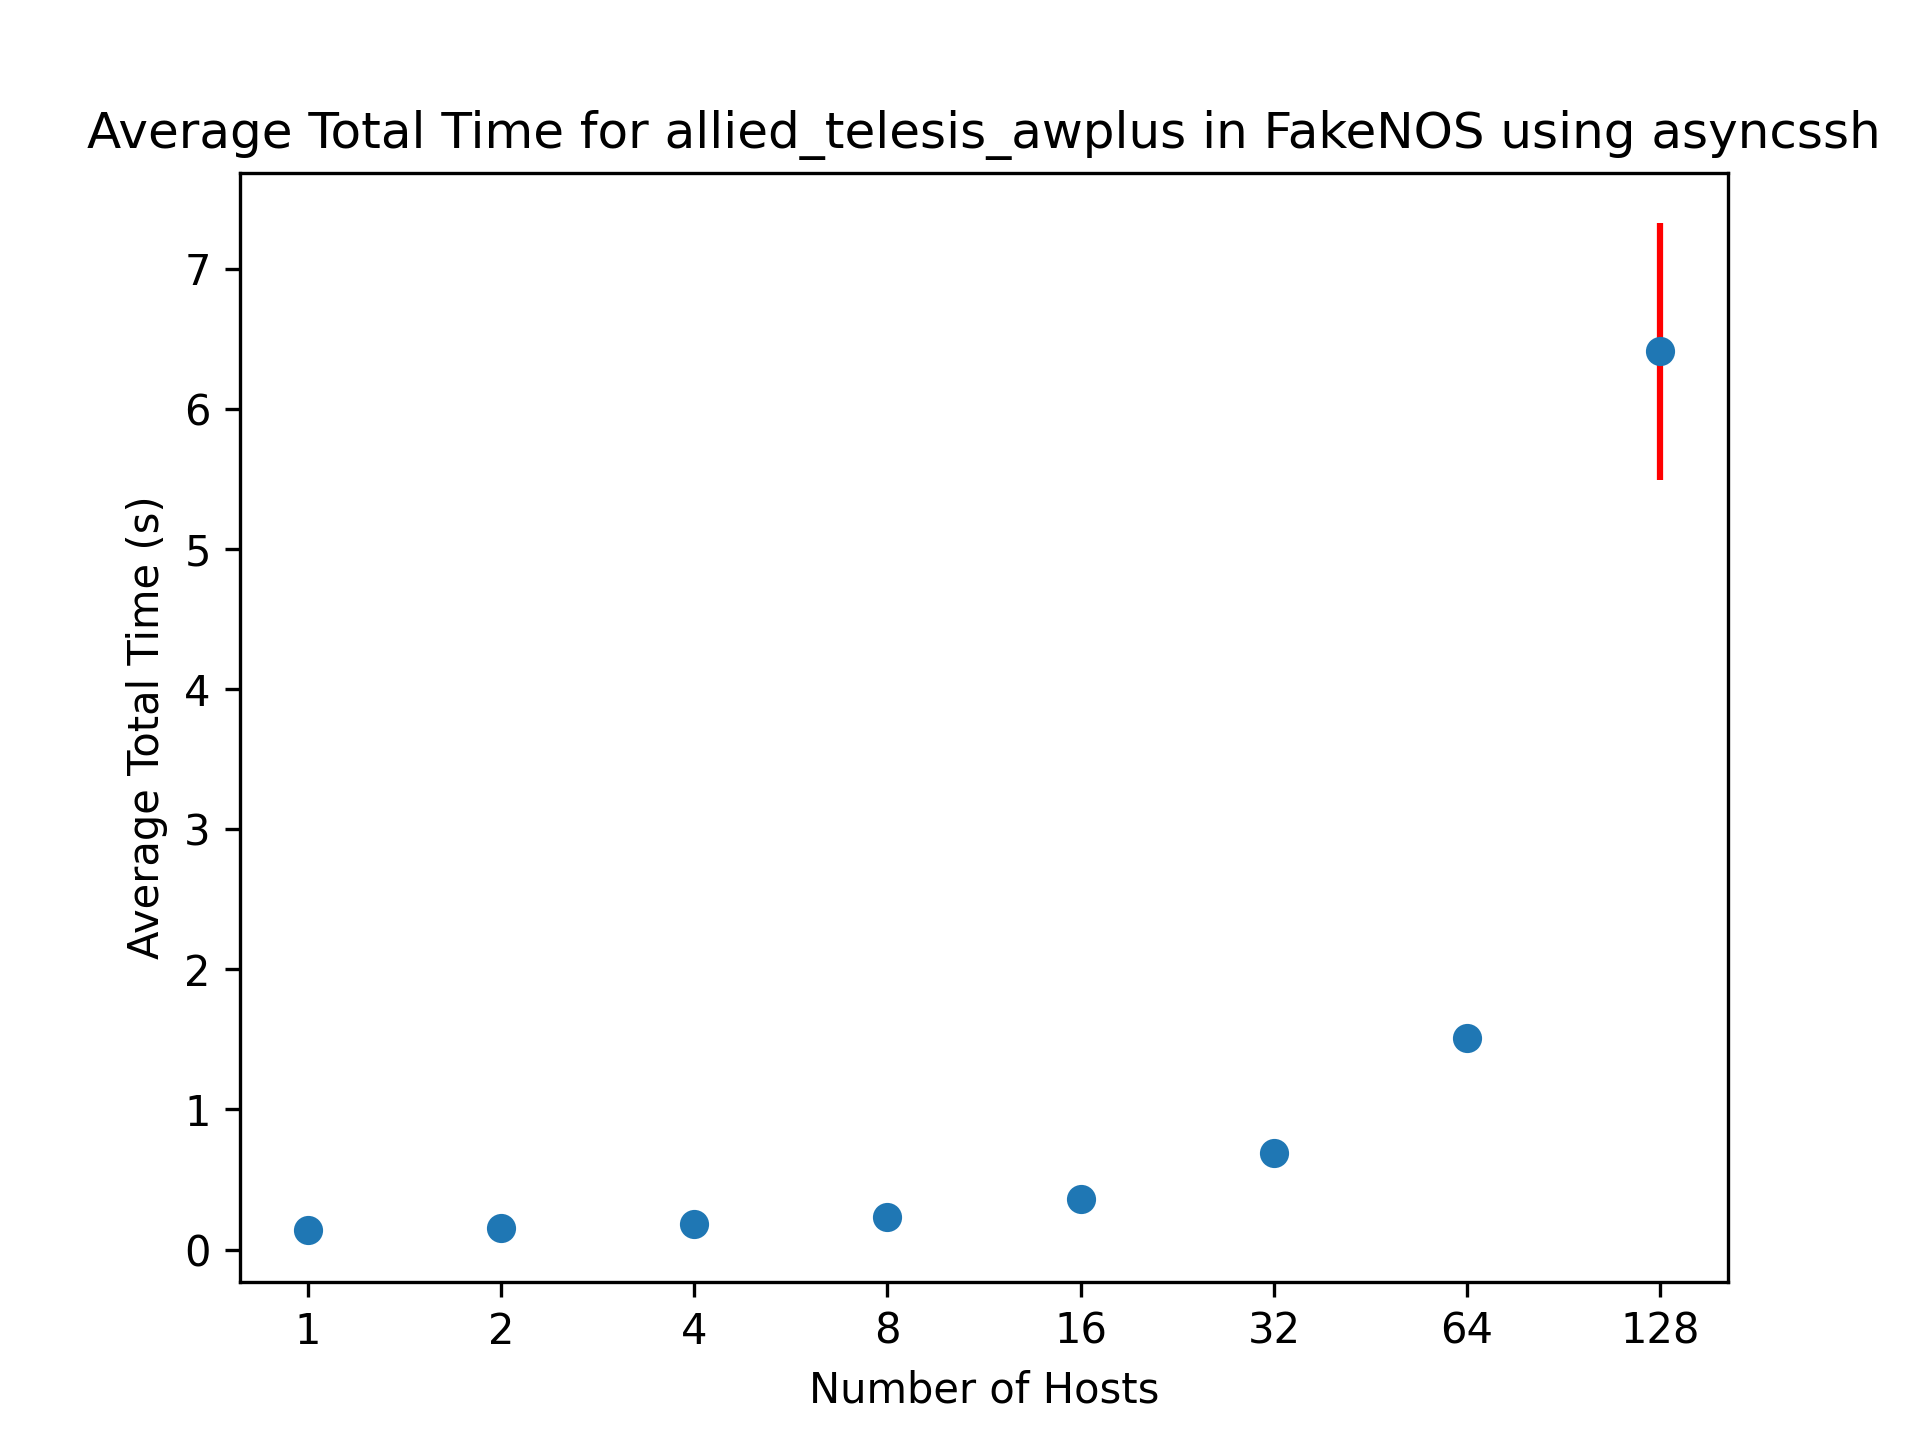 Average Total Time for allied_telesis_awplus in FakeNOS using asyncssh
7
6
5
4
3
2
1
0
Average Total Time (s)
1 2 4 8 16 32 64 128
Number of Hosts